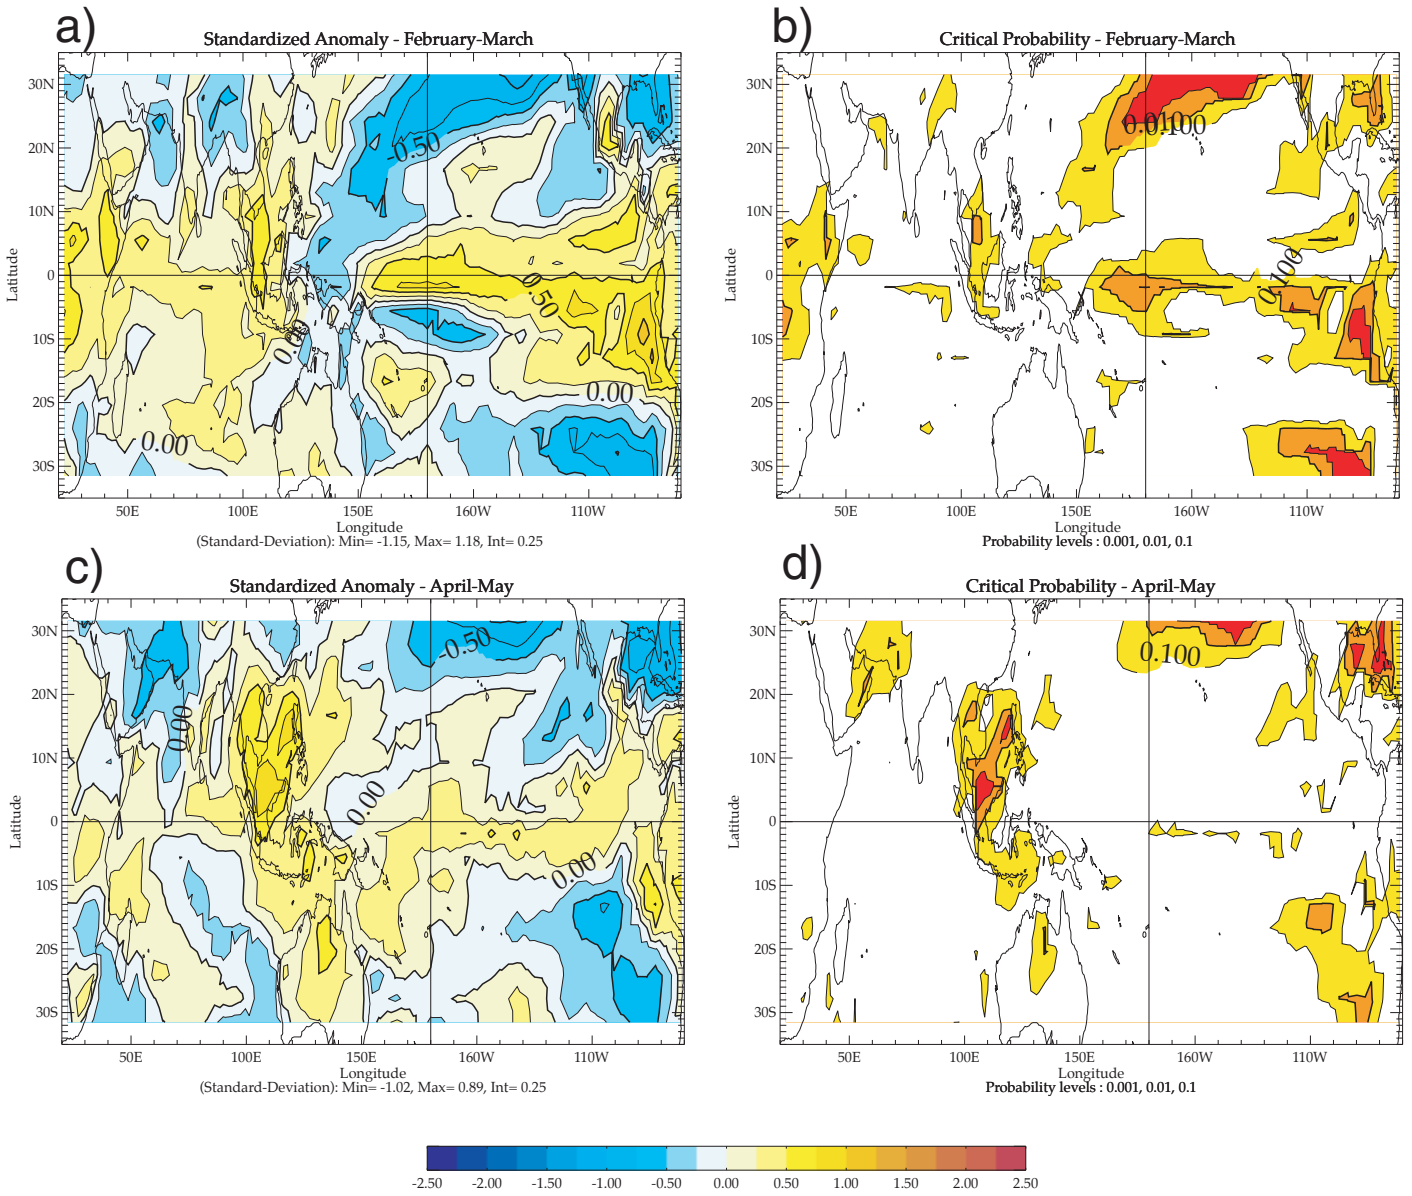 a)
Standardized Anomaly - February-March
30N
20N
10N
0
10S
20S
30S
Latitude
-0.50
0.50
0.00
0.00
0.00
50E
100E
150E
160W
110W
Longitude
(Standard-Deviation): Min= -1.15, Max= 1.18, Int= 0.25
b)
Critical Probability - February-March
30N
20N
10N
0
10S
20S
30S
Latitude
0.100
0.100
50E
100E
150E
160W
110W
Longitude
Probability levels : 0.001, 0.01, 0.1
c)
Standardized Anomaly - April-May
30N
20N
10N
0
10S
20S
30S
Latitude
-0.50
0.00
0.00
0.00
50E
100E
150E
160W
110W
Longitude
(Standard-Deviation): Min= -1.02, Max= 0.89, Int= 0.25
d)
Critical Probability - April-May
30N
20N
10N
0
10S
20S
30S
Latitude
0.100
50E
100E
150E
160W
110W
Longitude
Probability levels : 0.001, 0.01, 0.1
-2.50 -2.00 -1.50 -1.00 -0.50 0.00 0.50 1.00 1.50 2.00 2.50